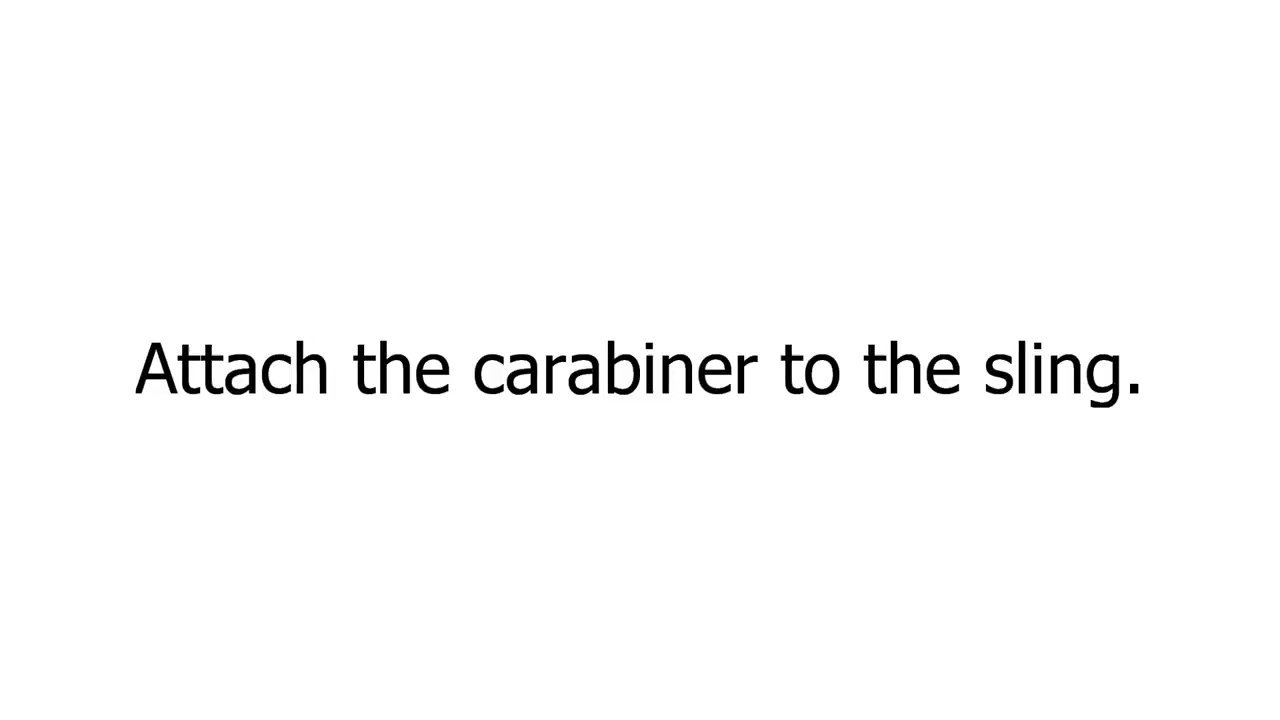 Attach the carabiner to the sling.